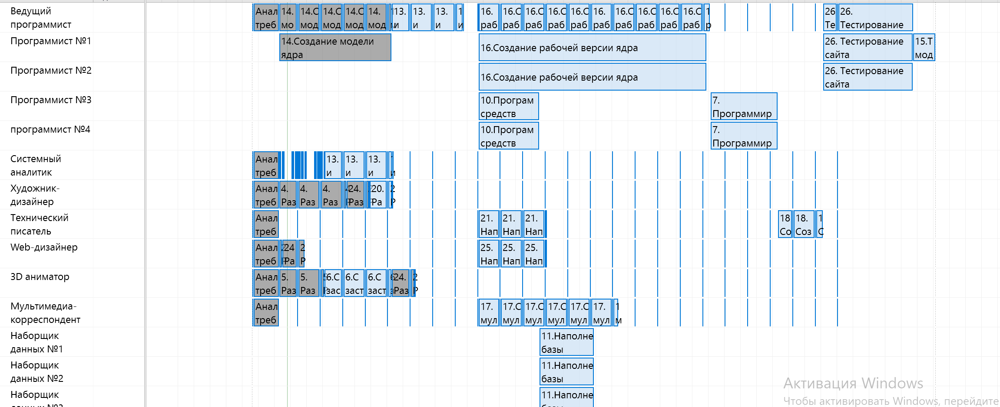 Ведущий
программист
Анал 14. 14.С 14.С 14.С 14. 13. 13. 13. 1 16. 16.С 16.С 16.С 16.С 16. 16.С 16.С 16.С 16.С 1 26 26.
треб мо мод мод мод мод и и и и раб раб раб раб раб раб раб раб раб раб р Те Тестирование
Программист №1
14.Создание модели
ядра
16.Создание рабочей версии ядра
26. Тестирование
сайта
15.Т
мод
Программист №2
16.Создание рабочей версии ядра
26. Тестирование
сайта
Программист №3
10.Програм
средств
7.
Программир
программист №4
10.Програм
средств
7.
Программир
Системный
аналитик
Анал 13. 13. 13.
треб и и и и
Художник-
дизайнер
Анал 4. 4. 4. 24. 20. 2
треб Раз Раз Раз Раз Ра Р
Технический
писатель
Анал 21. 21. 21. 18 18. 1
треб Нап Нап Нап Со Соз С
Web-дизайнер
Анал 24 2 25. 25. 25.
треб Ра Р Нап Нап Нап
3D аниматор
Анал 5. 5. 6.С 6.С 6.С 24. 2
треб Раз Раз зас заст заст Раз Р
Мультимедиа-
корреспондент
Анал 17. 17.С 17.С 17.С 17.С 17. 1
треб мул мул мул мул мул мул м
Наборщик
данных №1
11.Наполне
базы
Наборщик
данных №2
11.Наполне
базы
Наборщик
11.Наполне
Активация Windows
Чтобы активировать Windows, перейдите